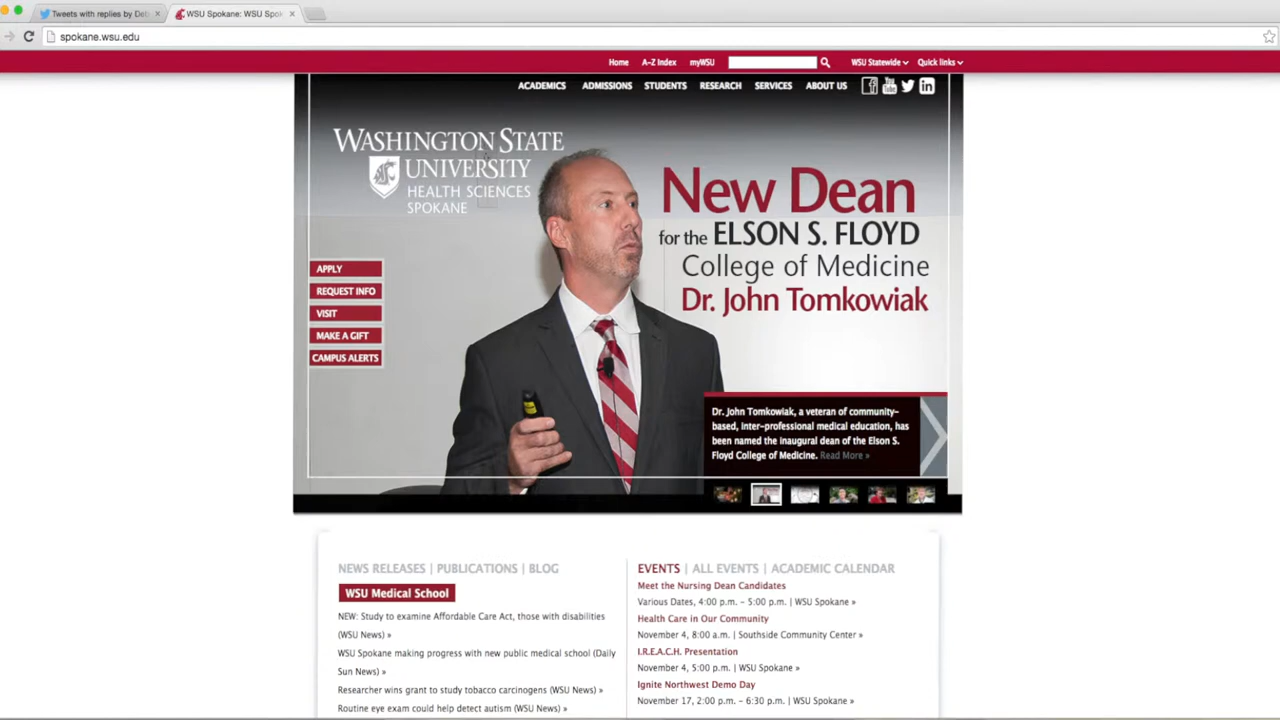 Tweets with replies by Deb
WSU Spokane: WSU Spok
spokane.wsu.edu
Home A-Z Index myWSU WSU Statewide Quick links
ACADEMICS ADMISSIONS STUDENTS RESEARCH SERVICES ABOUT US
WASHINGTON STATE
UNIVERSITY
HEALTH SCIENCES
SPOKANE
New Dean
for the ELSON S. FLOYD
College of Medicine
Dr. John Tomkowiak
APPLY
REQUEST INFO
VISIT
MAKE A GIFT
CAMPUS ALERTS
Dr. John Tomkowiak, a veteran of community-
based, inter-professional medical education, has
been named the inaugural dean of the Elson S.
Floyd College of Medicine. Read More »
NEWS RELEASES | PUBLICATIONS | BLOG
WSU Medical School
NEW: Study to examine Affordable Care Act, those with disabilities
(WSU News) »
WSU Spokane making progress with new public medical school (Daily
Sun News) »
Researcher wins grant to study tobacco carcinogens (WSU News) »
Routine eye exam could help detect autism (WSU News) »
EVENTS | ALL EVENTS | ACADEMIC CALENDAR
Meet the Nursing Dean Candidates
Various Dates, 4:00 p.m. - 5:00 p.m. | WSU Spokane »
Health Care in Our Community
November 4, 8:00 a.m. | Southside Community Center »
I.R.E.A.C.H. Presentation
November 4, 5:00 p.m. | WSU Spokane »
Ignite Northwest Demo Day
November 17, 2:00 p.m. - 6:30 p.m. | WSU Spokane »